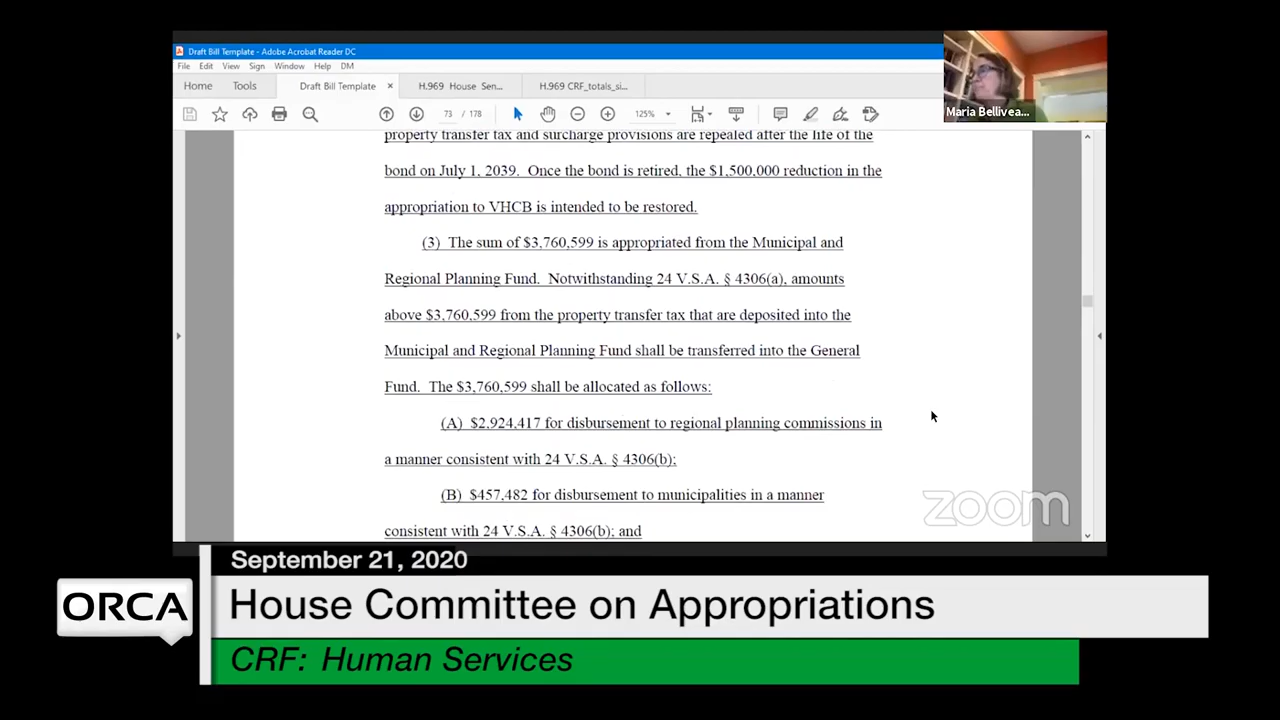 Draft Bill Template - Adobe Acrobat Reader DC
File Edit View Sign Window Help DM
Home Tools Draft Bill Template × H.969 House Sen... H.969 CRF_totals_si...
73 / 178 125%
Maria Bellivea...
property transfer tax and surcharge provisions are repealed after the life of the
bond on July 1, 2039. Once the bond is retired, the $1,500,000 reduction in the
appropriation to VHCB is intended to be restored.
(3) The sum of $3,760,599 is appropriated from the Municipal and
Regional Planning Fund. Notwithstanding 24 V.S.A. § 4306(a), amounts
above $3,760,599 from the property transfer tax that are deposited into the
Municipal and Regional Planning Fund shall be transferred into the General
Fund. The $3,760,599 shall be allocated as follows:
(A) $2,924,417 for disbursement to regional planning commissions in
a manner consistent with 24 V.S.A. § 4306(b);
(B) $457,482 for disbursement to municipalities in a manner
consistent with 24 V.S.A. § 4306(b); and
zoom
September 21, 2020
ORCA
House Committee on Appropriations
CRF: Human Services